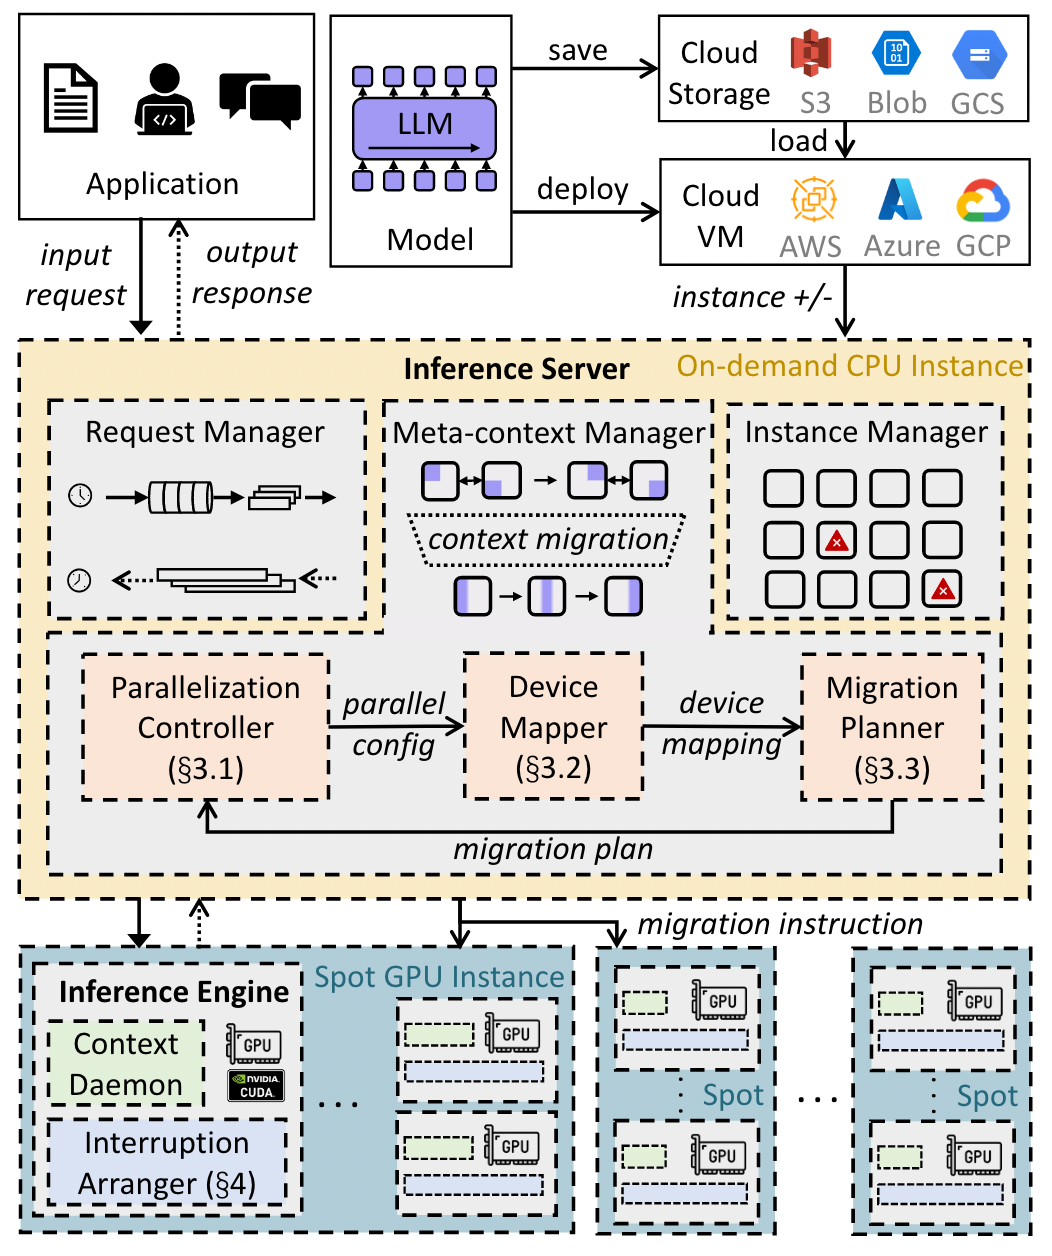 Application
LLM
Model
save
deploy
Cloud
Storage
S3
Blob
GCS
10
01
load
Cloud
VM
AWS
Azure
GCP
input
request
output
response
instance +/-
Inference Server
On-demand CPU Instance
Request Manager
Meta-context Manager
context migration
Instance Manager
Parallelization
Controller
(§3.1)
parallel
config
Device
Mapper
(§3.2)
device
mapping
Migration
Planner
(§3.3)
migration plan
migration instruction
Inference Engine
Spot GPU Instance
Context
Daemon
GPU
NVIDIA.
CUDA.
Interruption
Arranger (§4)
...
GPU
GPU
GPU
Spot
GPU
...
GPU
Spot
GPU